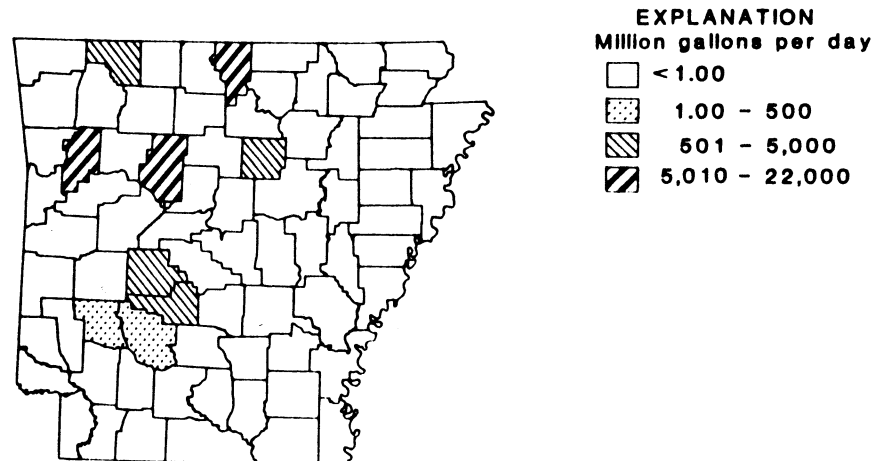 EXPLANATION
Million gallons per day
< 1.00
1.00 - 500
501 - 5,000
5,010 - 22,000